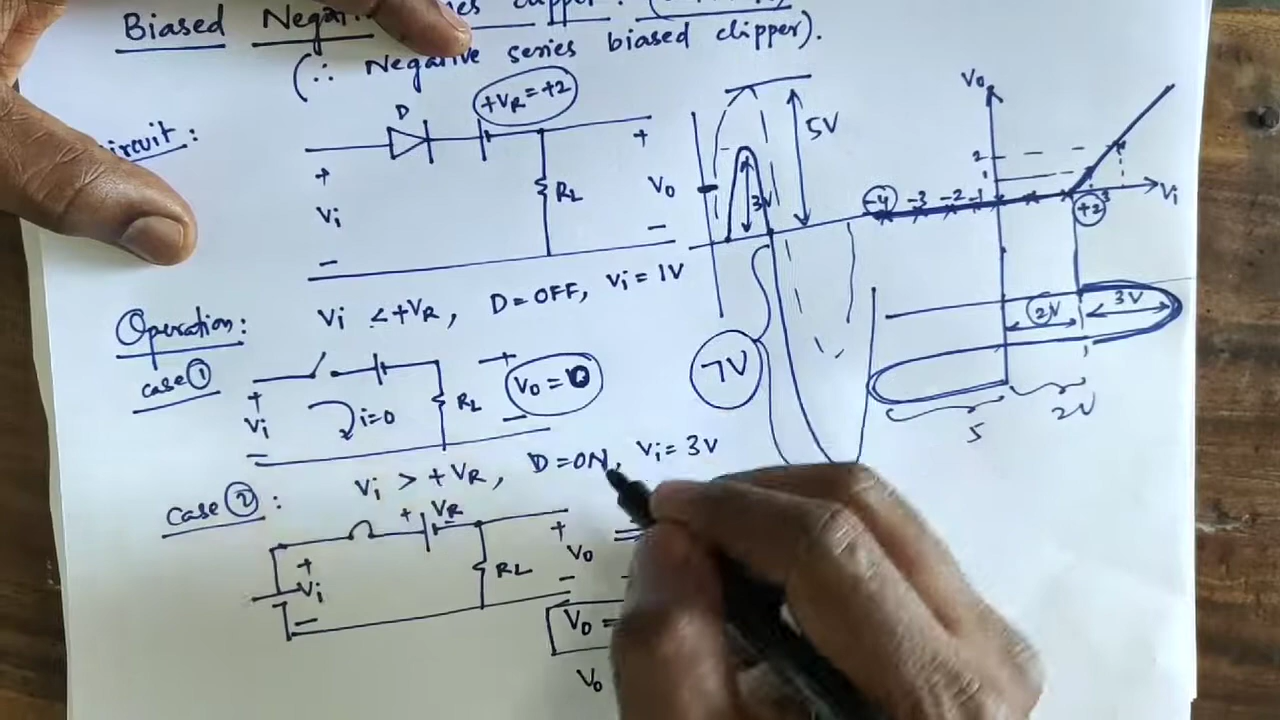 Biased
(∴ Negative series biased clipper).
+VR = +2
D
+
Vi
−
RL
+
Vo
−
5V
3V
7V
Vo
2
1
-4 -3 -2 -1
+2
3
Vi
2V
3V
5
2V
Operation:
Vi < +VR, D = OFF, Vi = 1V
case ①
+
Vi
−
i=0
RL
+
Vo = 0
−
Case ②:
Vi > +VR, D = ON, Vi = 3V
+
Vi
−
+ VR
RL
+
Vo
−
Vo =
Vo